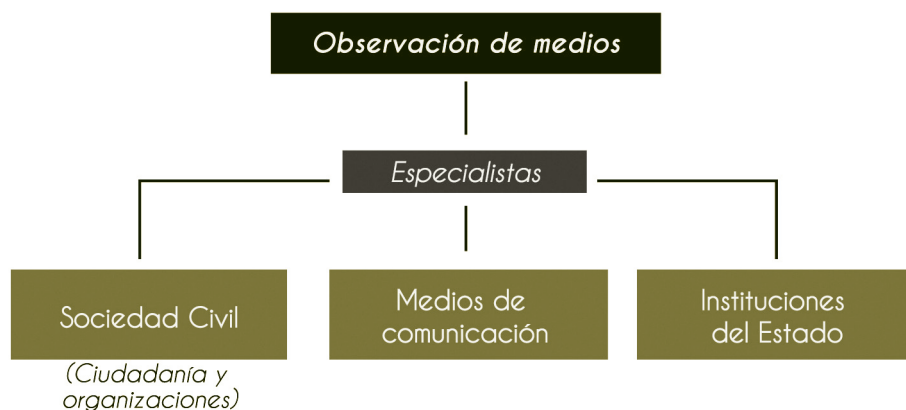 Observación de medios
Especialistas
Sociedad Civil
(Ciudadanía y
organizaciones)
Medios de
comunicación
Instituciones
del Estado